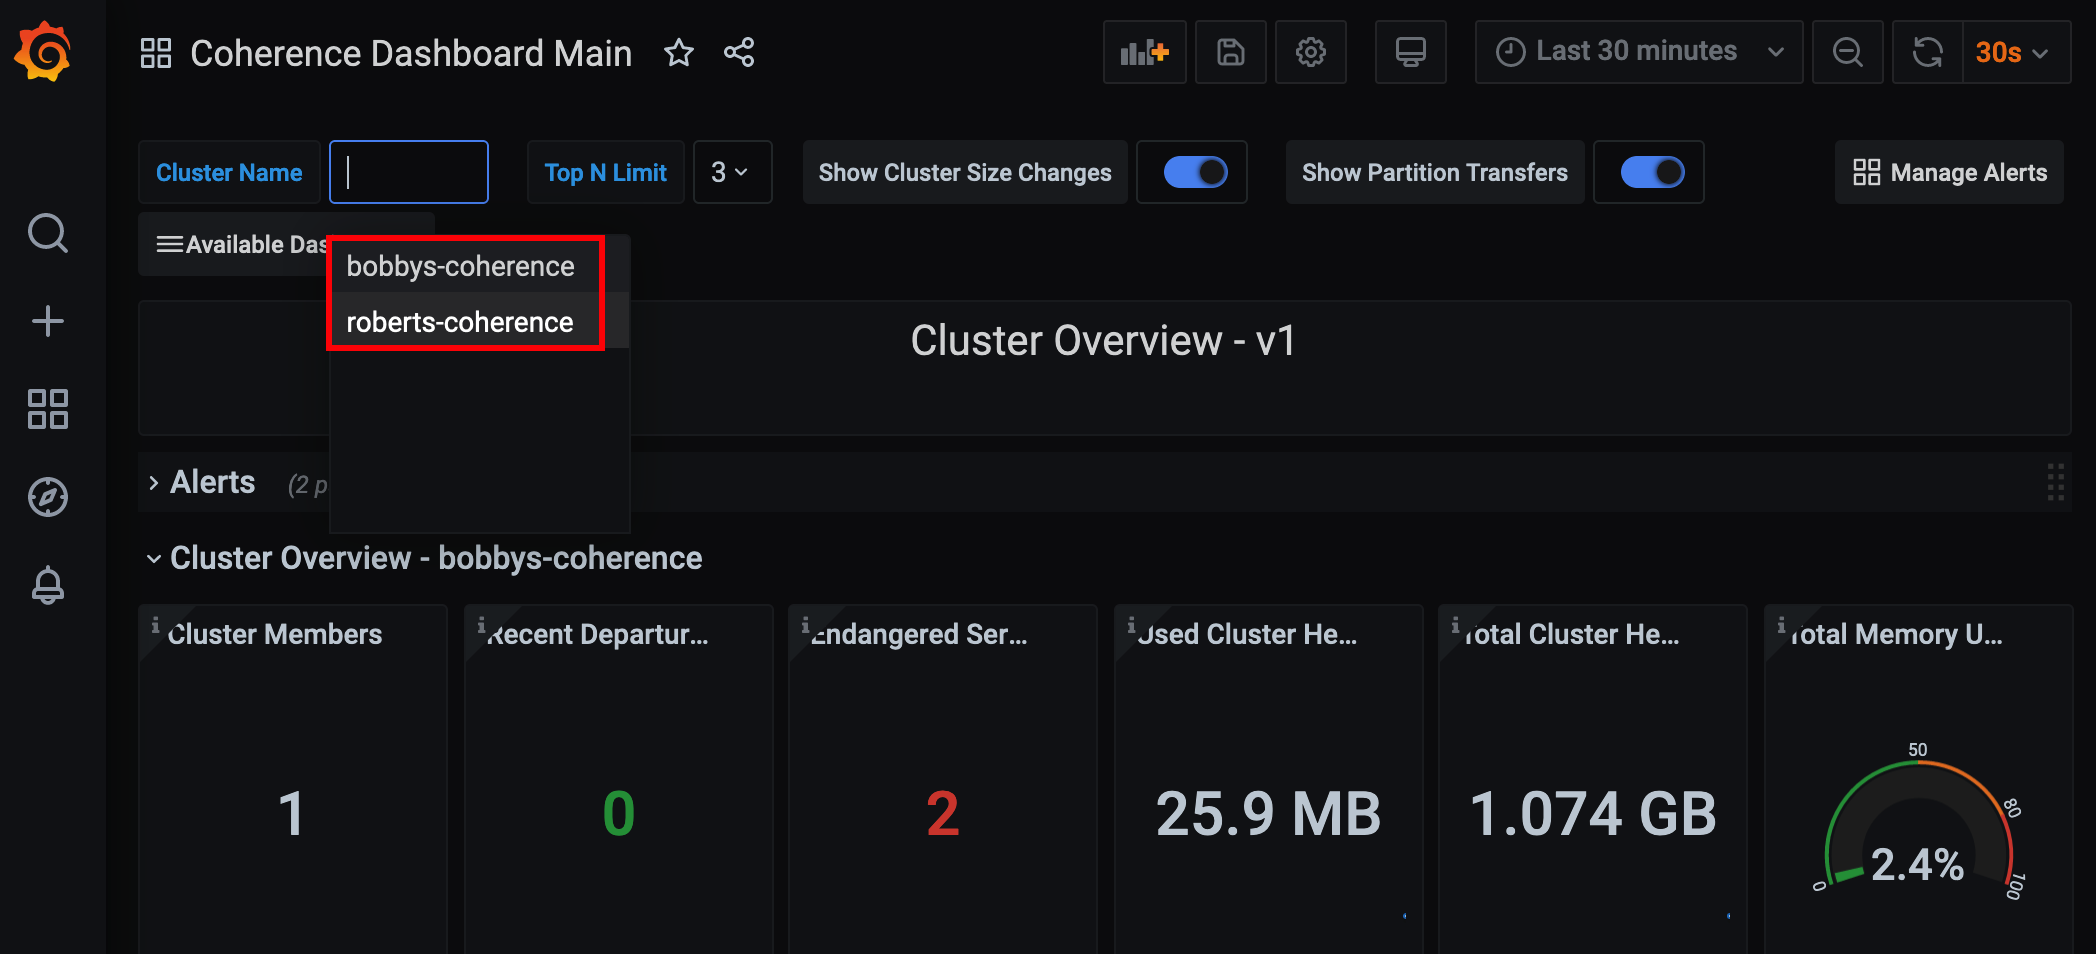 Coherence Dashboard Main
Last 30 minutes
30s
Cluster Name
Top N Limit
3
Show Cluster Size Changes
Show Partition Transfers
Manage Alerts
Available Das
bobbys-coherence
roberts-coherence
Cluster Overview - v1
Alerts (2 p
Cluster Overview - bobbys-coherence
i Cluster Members
1
i Recent Departur...
0
i Endangered Ser...
2
i Used Cluster He...
25.9 MB
i Total Cluster He...
1.074 GB
i Total Memory U...
0
50
80
100
2.4%